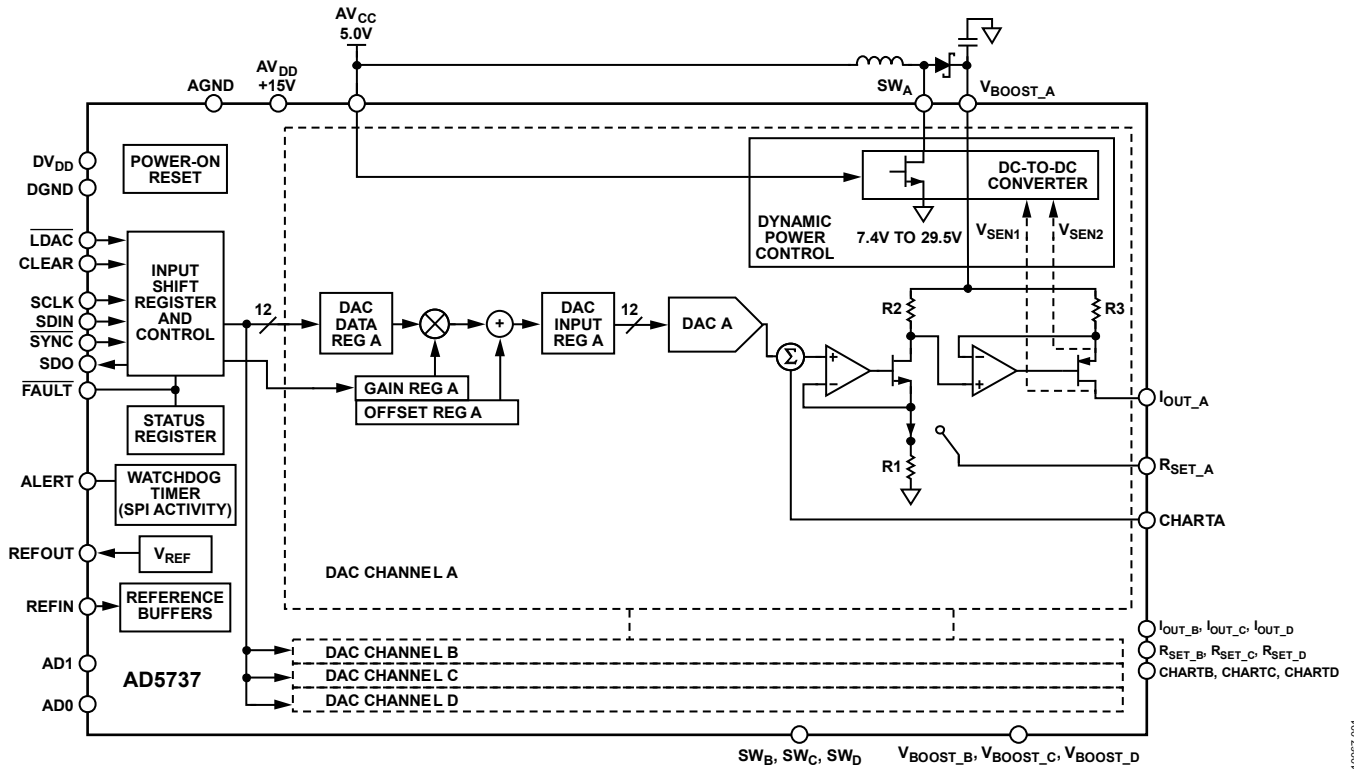 AVCC
5.0V
AVDD
+15V
AGND
SWA
VBOOST_A
DVDD
DGND
POWER-ON
RESET
DC-TO-DC
CONVERTER
DYNAMIC
POWER
CONTROL
7.4V TO 29.5V
VSEN1
VSEN2
LDAC
CLEAR
SCLK
SDIN
SYNC
SDO
FAULT
INPUT
SHIFT
REGISTER
AND
CONTROL
12
DAC
DATA
REG A
×
+
DAC
INPUT
REG A
12
DAC A
Σ
+
–
R2
R3
–
+
GAIN REG A
OFFSET REG A
STATUS
REGISTER
R1
IOUT_A
RSET_A
CHARTA
ALERT
WATCHDOG
TIMER
(SPI ACTIVITY)
REFOUT
VREF
REFIN
REFERENCE
BUFFERS
DAC CHANNEL A
AD1
AD0
AD5737
DAC CHANNEL B
DAC CHANNEL C
DAC CHANNEL D
IOUT_B, IOUT_C, IOUT_D
RSET_B, RSET_C, RSET_D
CHARTB, CHARTC, CHARTD
SWB, SWC, SWD
VBOOST_B, VBOOST_C, VBOOST_D